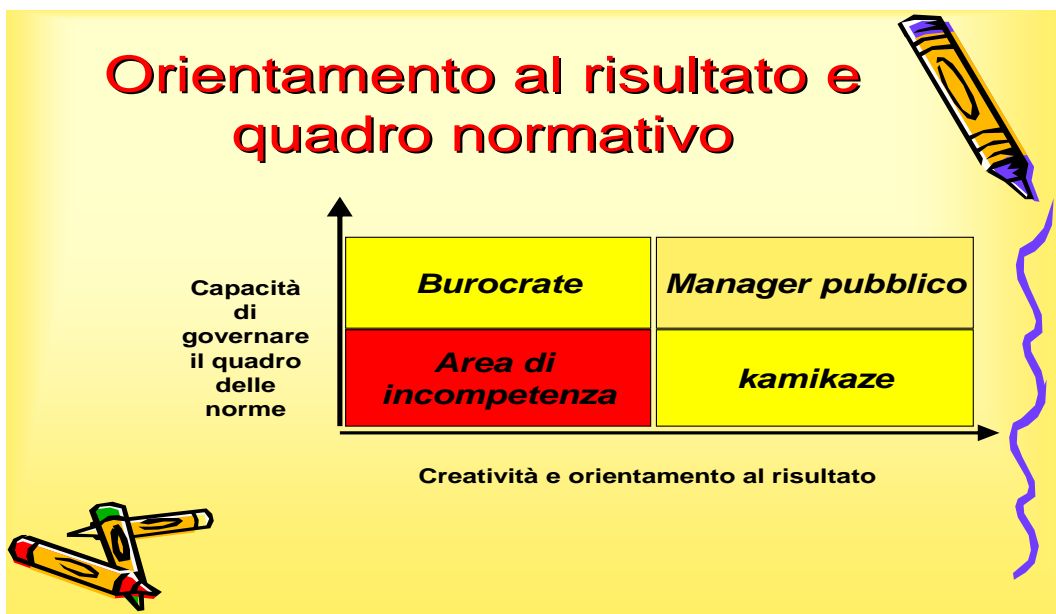 Orientamento al risultato e
quadro normativo
Capacità
di
governare
il quadro
delle
norme
Burocrate
Manager pubblico
Area di
incompetenza
kamikaze
Creatività e orientamento al risultato